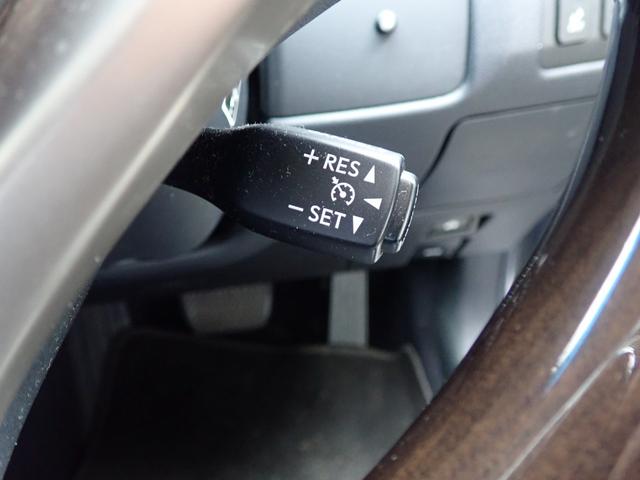 + RES
− SET